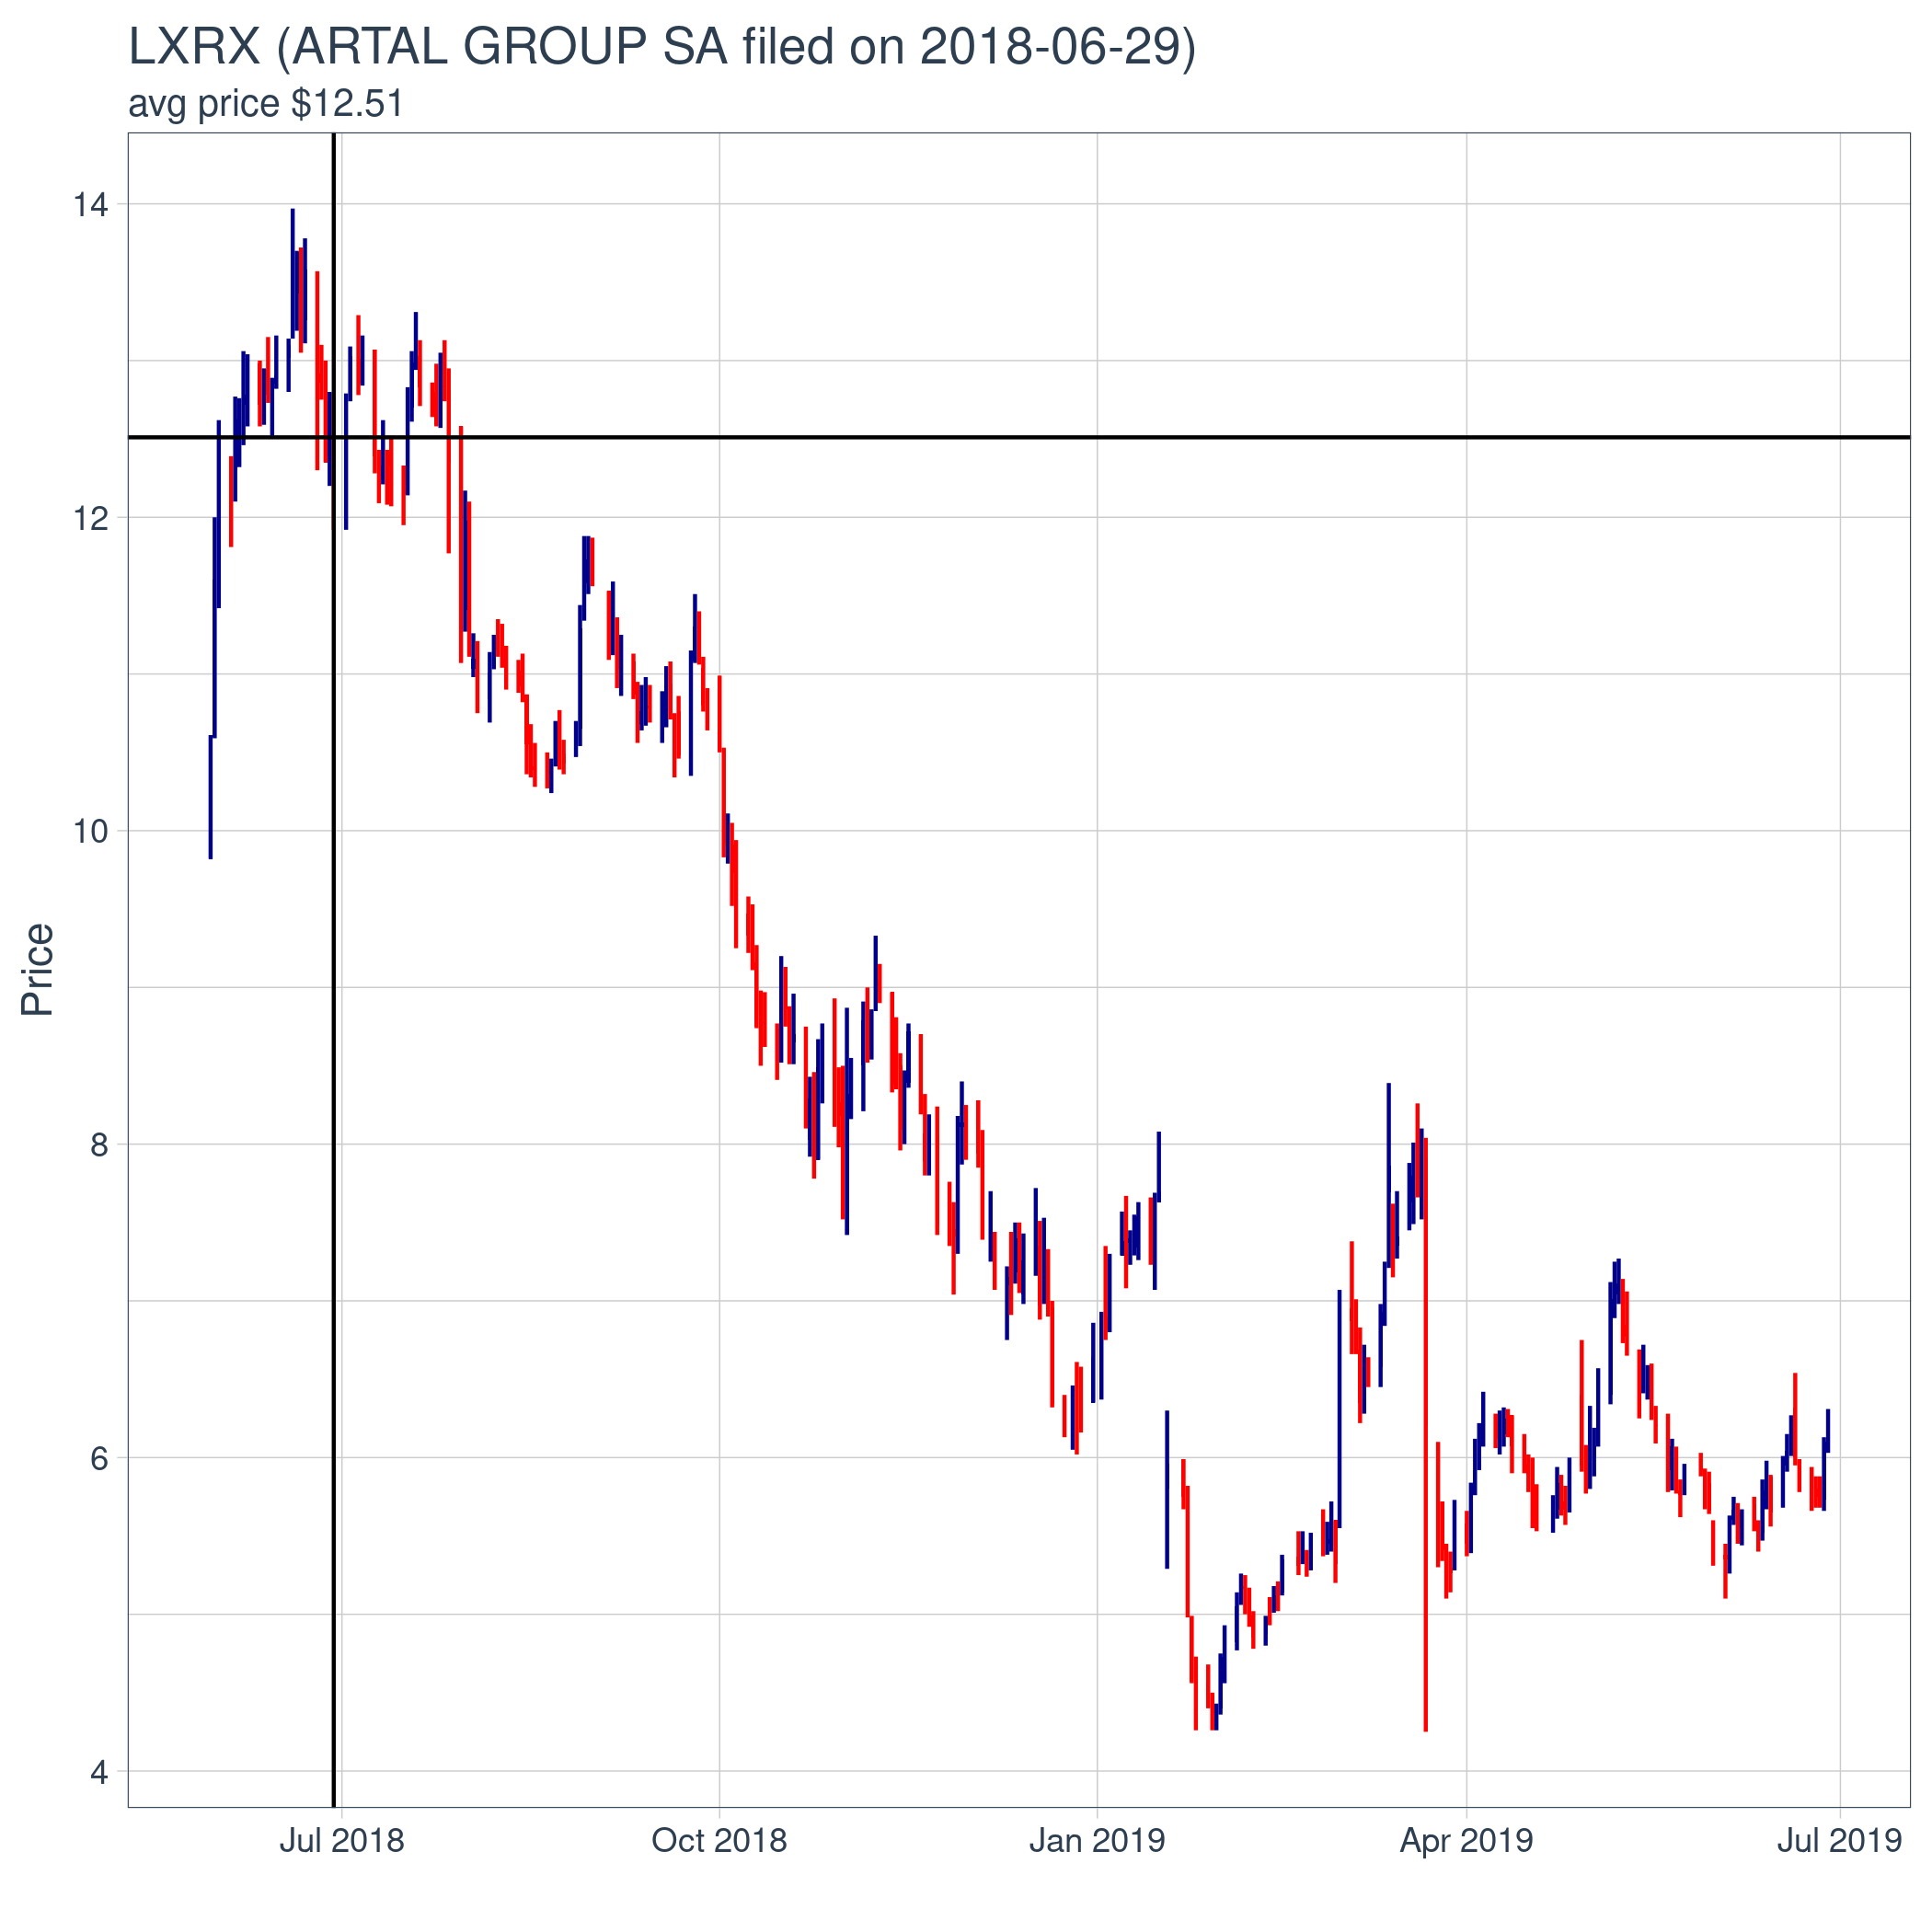 LXRX (ARTAL GROUP SA filed on 2018-06-29)
avg price $12.51
14
12
10
8
6
4
Price
Jul 2018
Oct 2018
Jan 2019
Apr 2019
Jul 2019